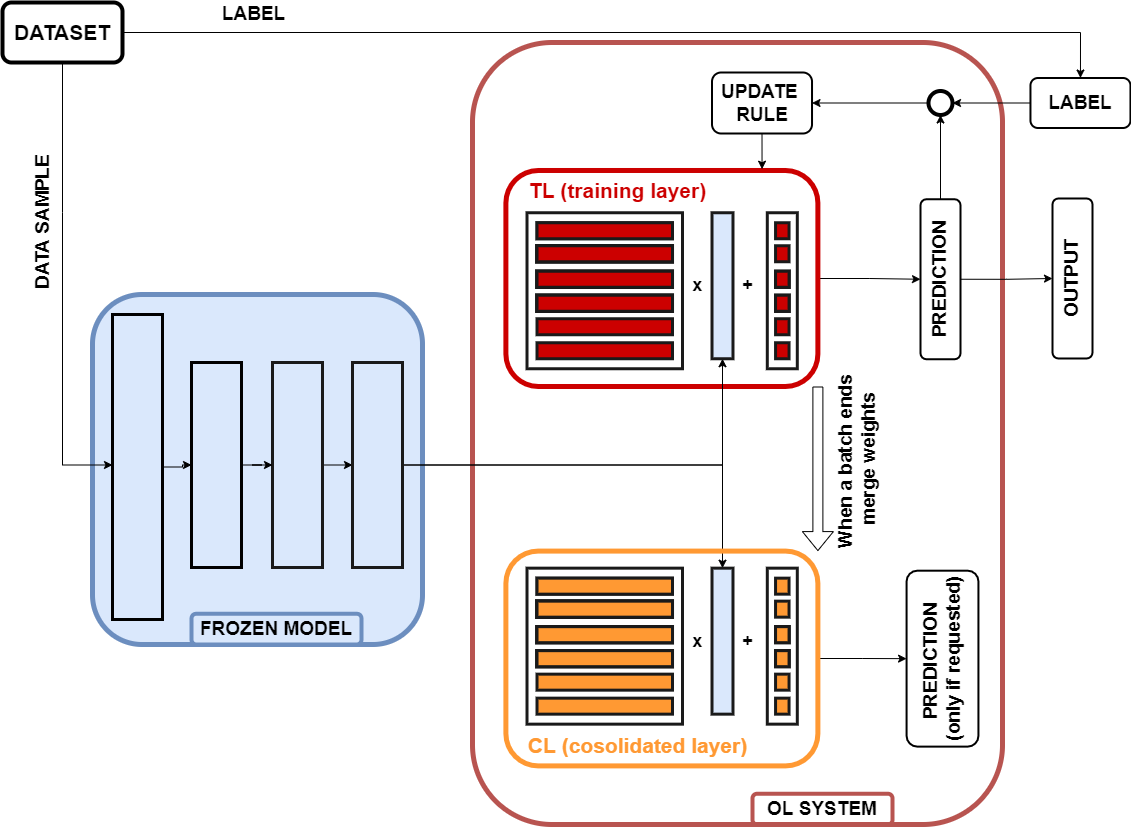 LABEL
DATASET
UPDATE
RULE
LABEL
DATA SAMPLE
TL (training layer)
x
+
PREDICTION
OUTPUT
When a batch ends
merge weights
FROZEN MODEL
x
+
PREDICTION
(only if requested)
CL (cosolidated layer)
OL SYSTEM